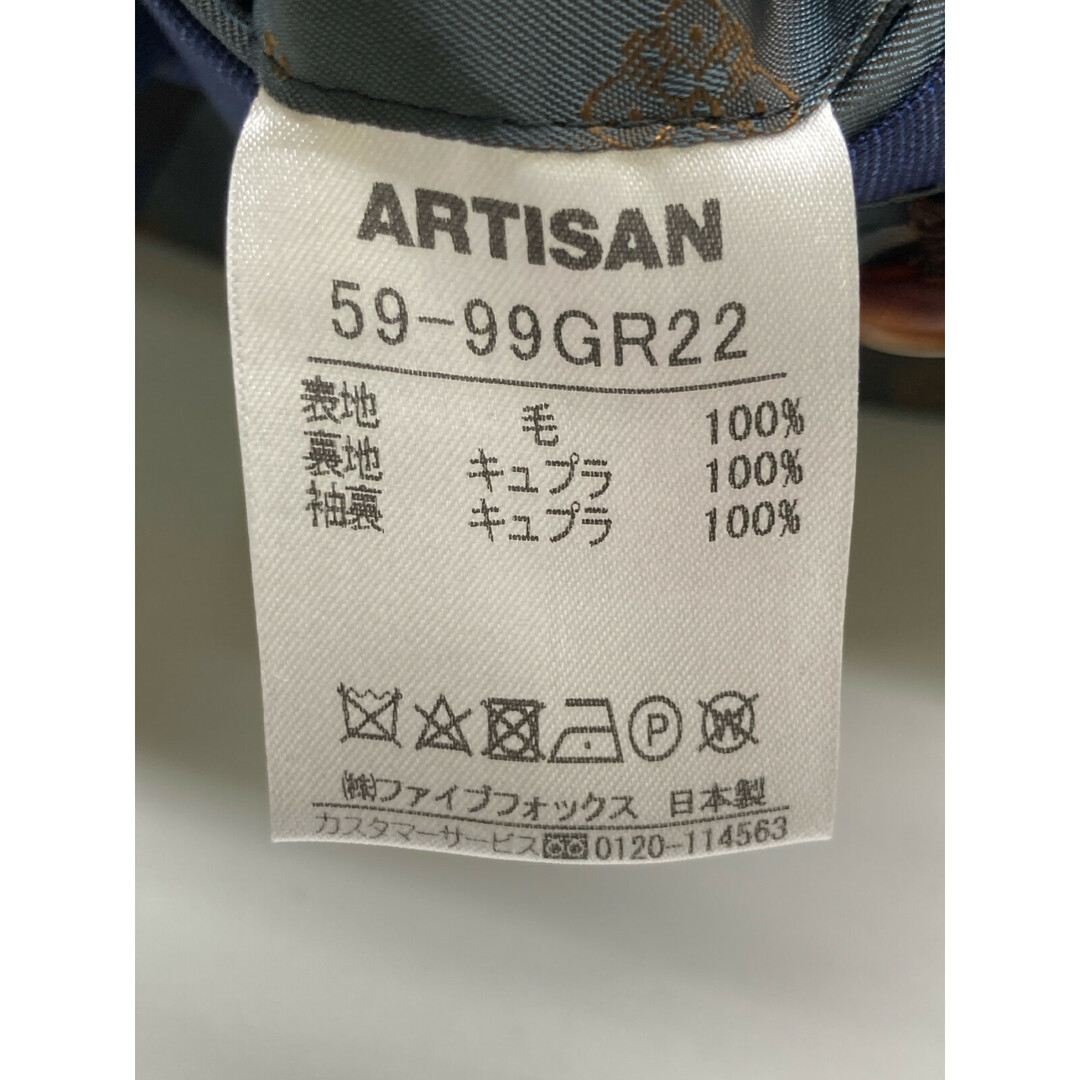 ARTISAN
59-99GR22
表地 毛 100%
裏地 キュプラ 100%
袖裏 キュプラ 100%
P W
㈱ファイブフォックス 日本製
カスタマーサービス 0120-114563